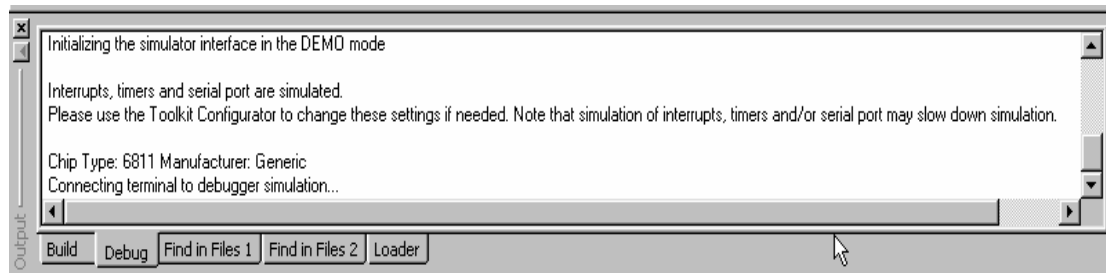 Initializing the simulator interface in the DEMO mode
Interrupts, timers and serial port are simulated.
Please use the Toolkit Configurator to change these settings if needed. Note that simulation of interrupts, timers and/or serial port may slow down simulation.
Chip Type: 6811 Manufacturer: Generic
Connecting terminal to debugger simulation...
Output
Build Debug Find in Files 1 Find in Files 2 Loader